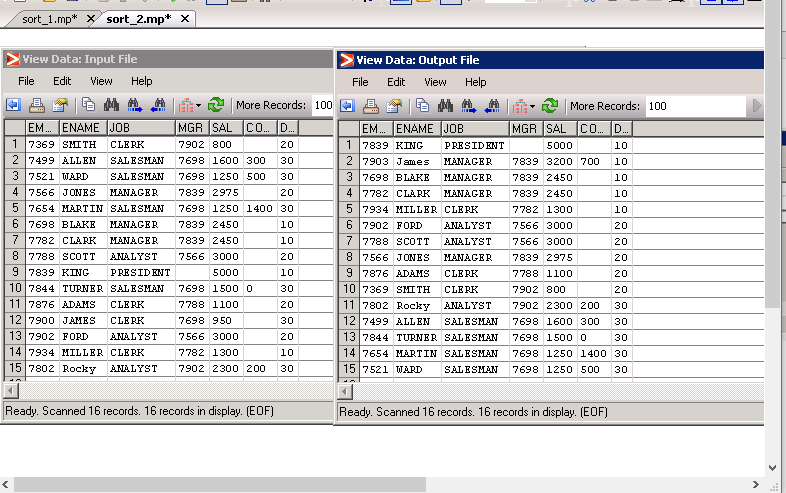 sort_1.mp* sort_2.mp*
View Data: Input File
File Edit View Help
More Records: 100
EM... ENAME JOB MGR SAL CO... D...
1 7369 SMITH CLERK 7902 800 20
2 7499 ALLEN SALESMAN 7698 1600 300 30
3 7521 WARD SALESMAN 7698 1250 500 30
4 7566 JONES MANAGER 7839 2975 20
5 7654 MARTIN SALESMAN 7698 1250 1400 30
6 7698 BLAKE MANAGER 7839 2450 10
7 7782 CLARK MANAGER 7839 2450 10
8 7788 SCOTT ANALYST 7566 3000 20
9 7839 KING PRESIDENT 5000 10
10 7844 TURNER SALESMAN 7698 1500 0 30
11 7876 ADAMS CLERK 7788 1100 20
12 7900 JAMES CLERK 7698 950 30
13 7902 FORD ANALYST 7566 3000 20
14 7934 MILLER CLERK 7782 1300 10
15 7802 Rocky ANALYST 7902 2300 200 30
Ready. Scanned 16 records. 16 records in display. (EOF)
View Data: Output File
File Edit View Help
More Records: 100
EM... ENAME JOB MGR SAL CO... D...
1 7839 KING PRESIDENT 5000 10
2 7903 James MANAGER 7839 3200 700 10
3 7698 BLAKE MANAGER 7839 2450 10
4 7782 CLARK MANAGER 7839 2450 10
5 7934 MILLER CLERK 7782 1300 10
6 7902 FORD ANALYST 7566 3000 20
7 7788 SCOTT ANALYST 7566 3000 20
8 7566 JONES MANAGER 7839 2975 20
9 7876 ADAMS CLERK 7788 1100 20
10 7369 SMITH CLERK 7902 800 20
11 7802 Rocky ANALYST 7902 2300 200 30
12 7499 ALLEN SALESMAN 7698 1600 300 30
13 7844 TURNER SALESMAN 7698 1500 0 30
14 7654 MARTIN SALESMAN 7698 1250 1400 30
15 7521 WARD SALESMAN 7698 1250 500 30
Ready. Scanned 16 records. 16 records in display. (EOF)